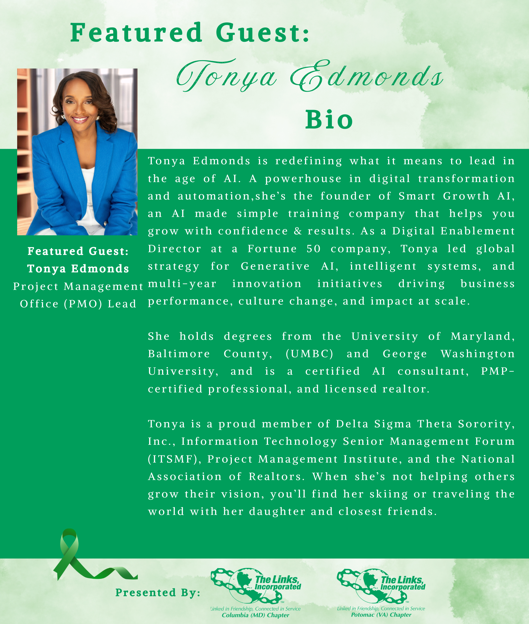 Featured Guest:
Tonya Edmonds
Bio
Featured Guest:
Tonya Edmonds
Project Management
Office (PMO) Lead
Tonya Edmonds is redefining what it means to lead in
the age of AI. A powerhouse in digital transformation
and automation,she's the founder of Smart Growth AI,
an AI made simple training company that helps you
grow with confidence & results. As a Digital Enablement
Director at a Fortune 50 company, Tonya led global
strategy for Generative AI, intelligent systems, and
multi-year innovation initiatives driving business
performance, culture change, and impact at scale.
She holds degrees from the University of Maryland,
Baltimore County, (UMBC) and George Washington
University, and is a certified AI consultant, PMP-
certified professional, and licensed realtor.
Tonya is a proud member of Delta Sigma Theta Sorority,
Inc., Information Technology Senior Management Forum
(ITSMF), Project Management Institute, and the National
Association of Realtors. When she's not helping others
grow their vision, you'll find her skiing or traveling the
world with her daughter and closest friends.
Presented By:
The Links,
Incorporated
Linked in Friendship, Connected in Service
Columbia (MD) Chapter
The Links,
Incorporated
Linked in Friendship, Connected in Service
Potomac (VA) Chapter